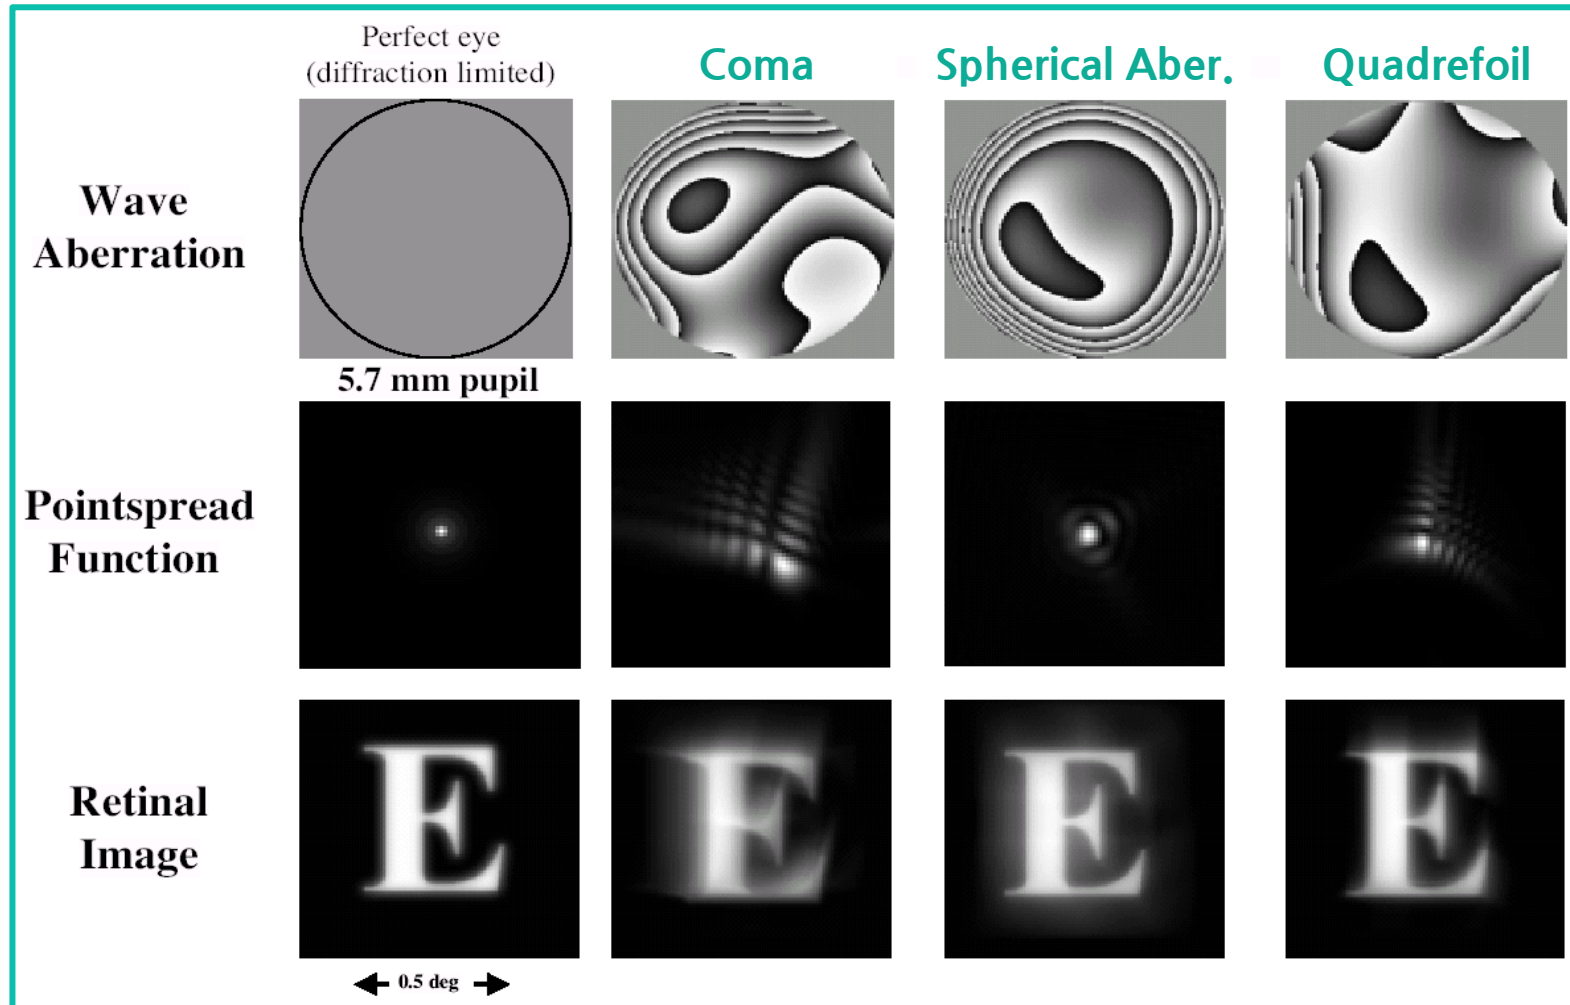 Perfect eye
(diffraction limited)
Coma
Spherical Aber.
Quadrefoil
Wave
Aberration
5.7 mm pupil
Pointspread
Function
Retinal
Image
E
E
E
E
0.5 deg